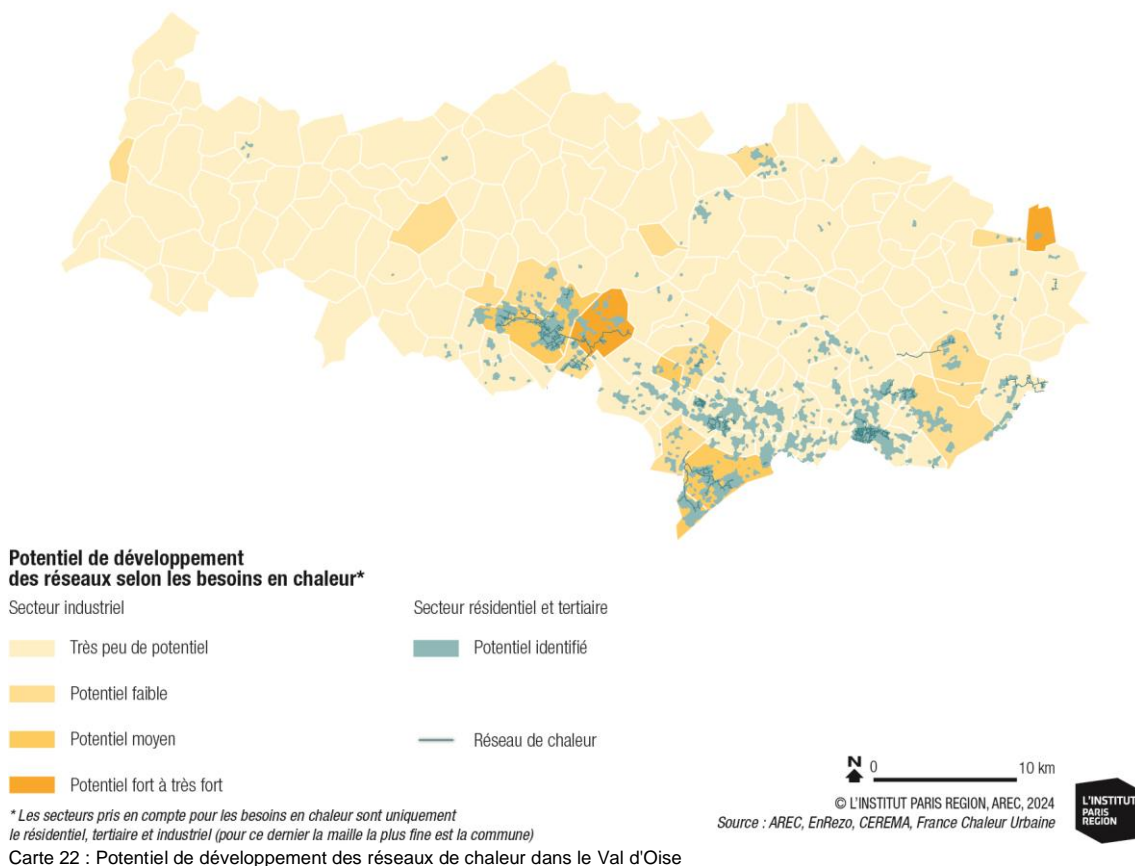 Potentiel de développement
des réseaux selon les besoins en chaleur*
Secteur industriel
Très peu de potentiel
Potentiel faible
Potentiel moyen
Potentiel fort à très fort
Secteur résidentiel et tertiaire
Potentiel identifié
Réseau de chaleur
* Les secteurs pris en compte pour les besoins en chaleur sont uniquement
le résidentiel, tertiaire et industriel (pour ce dernier la maille la plus fine est la commune)
N 0 10 km
© L'INSTITUT PARIS REGION, AREC, 2024
Source : AREC, EnRezo, CEREMA, France Chaleur Urbaine
L'INSTITUT
PARIS
REGION
Carte 22 : Potentiel de développement des réseaux de chaleur dans le Val d'Oise